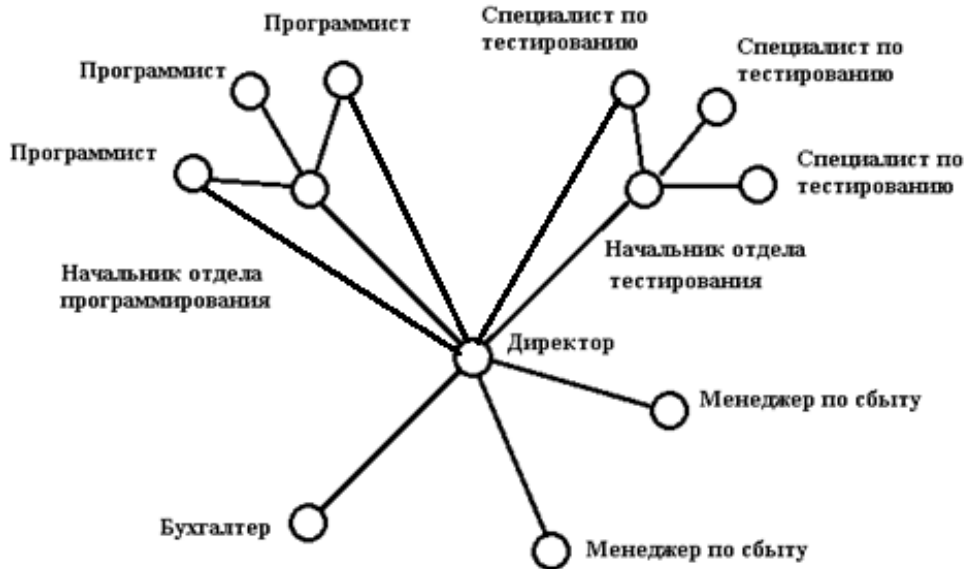 Программист
Специалист по
тестированию
Специалист по
тестированию
Программист
Программист
Специалист по
тестированию
Начальник отдела
программирования
Начальник отдела
тестирования
Директор
Менеджер по сбыту
Бухгалтер
Менеджер по сбыту